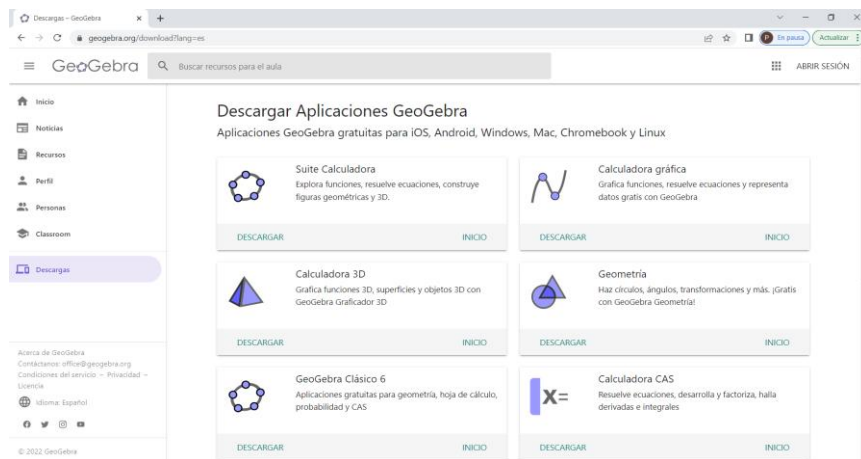 Descargas – GeoGebra
geogebra.org/download?lang=es
En pausa
Actualizar
GeoGebra
Buscar recursos para el aula
ABRIR SESIÓN
Inicio
Noticias
Recursos
Perfil
Personas
Classroom
Descargas
Acerca de GeoGebra
Contáctanos: office@geogebra.org
Condiciones del servicio – Privacidad –
Licencia
Idioma: Español
© 2022 GeoGebra
Descargar Aplicaciones GeoGebra
Aplicaciones GeoGebra gratuitas para iOS, Android, Windows, Mac, Chromebook y Linux
Suite Calculadora
Explora funciones, resuelve ecuaciones, construye
figuras geométricas y 3D.
DESCARGAR
INICIO
Calculadora gráfica
Grafica funciones, resuelve ecuaciones y representa
datos gratis con GeoGebra
DESCARGAR
INICIO
Calculadora 3D
Grafica funciones 3D, superficies y objetos 3D con
GeoGebra Graficador 3D
DESCARGAR
INICIO
Geometría
Haz círculos, ángulos, transformaciones y más. ¡Gratis
con GeoGebra Geometría!
DESCARGAR
INICIO
GeoGebra Clásico 6
Aplicaciones gratuitas para geometría, hoja de cálculo,
probabilidad y CAS
DESCARGAR
INICIO
X=
Calculadora CAS
Resuelve ecuaciones, desarrolla y factoriza, halla
derivadas e integrales
DESCARGAR
INICIO